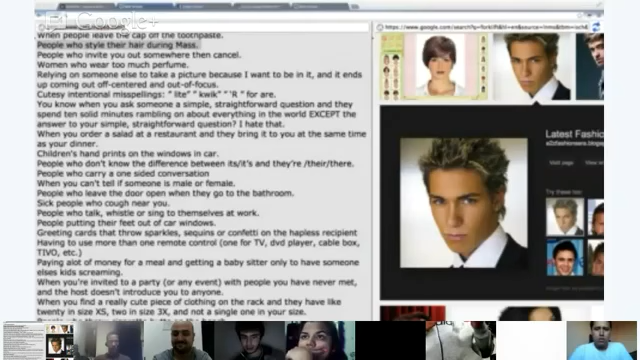 Google+
https://www.google.com/search?q=
When people leave the cap off the toothpaste.
People who style their hair during Mass.
People who invite you out somewhere then cancel.
Women who wear too much perfume.
Relying on someone else to take a picture because I want to be in it, and it ends
up coming out off-centered and out-of-focus.
Cutesy intentional misspellings: " lite" " kwik" " 'R " for are.
You know when you ask someone a simple, straightforward question and they
spend ten solid minutes rambling on about everything in the world EXCEPT the
answer to your simple, straightforward question? I hate that.
When you order a salad at a restaurant and they bring it to you at the same time
as your dinner.
Children's hand prints on the windows in car.
People who don't know the difference between its/it's and they're /their/there.
People who carry a one sided conversation
When you can't tell if someone is male or female.
People who leave the door open when they go to the bathroom.
Sick people who cough near you.
People who talk, whistle or sing to themselves at work.
People putting their feet out of car windows.
Greeting cards that throw sparkles, sequins or confetti on the hapless recipient
Having to use more than one remote control (one for TV, dvd player, cable box,
TIVO, etc.)
Paying alot of money for a meal and getting a baby sitter only to have someone
elses kids screaming.
When you're invited to a party (or any event) with people you have never met,
and the host doesn't introduce you to anyone.
When you find a really cute piece of clothing on the rack and they have like
twenty in size XS, two in size 3X, and not a single one in your size.
Latest Fashio
Visit page